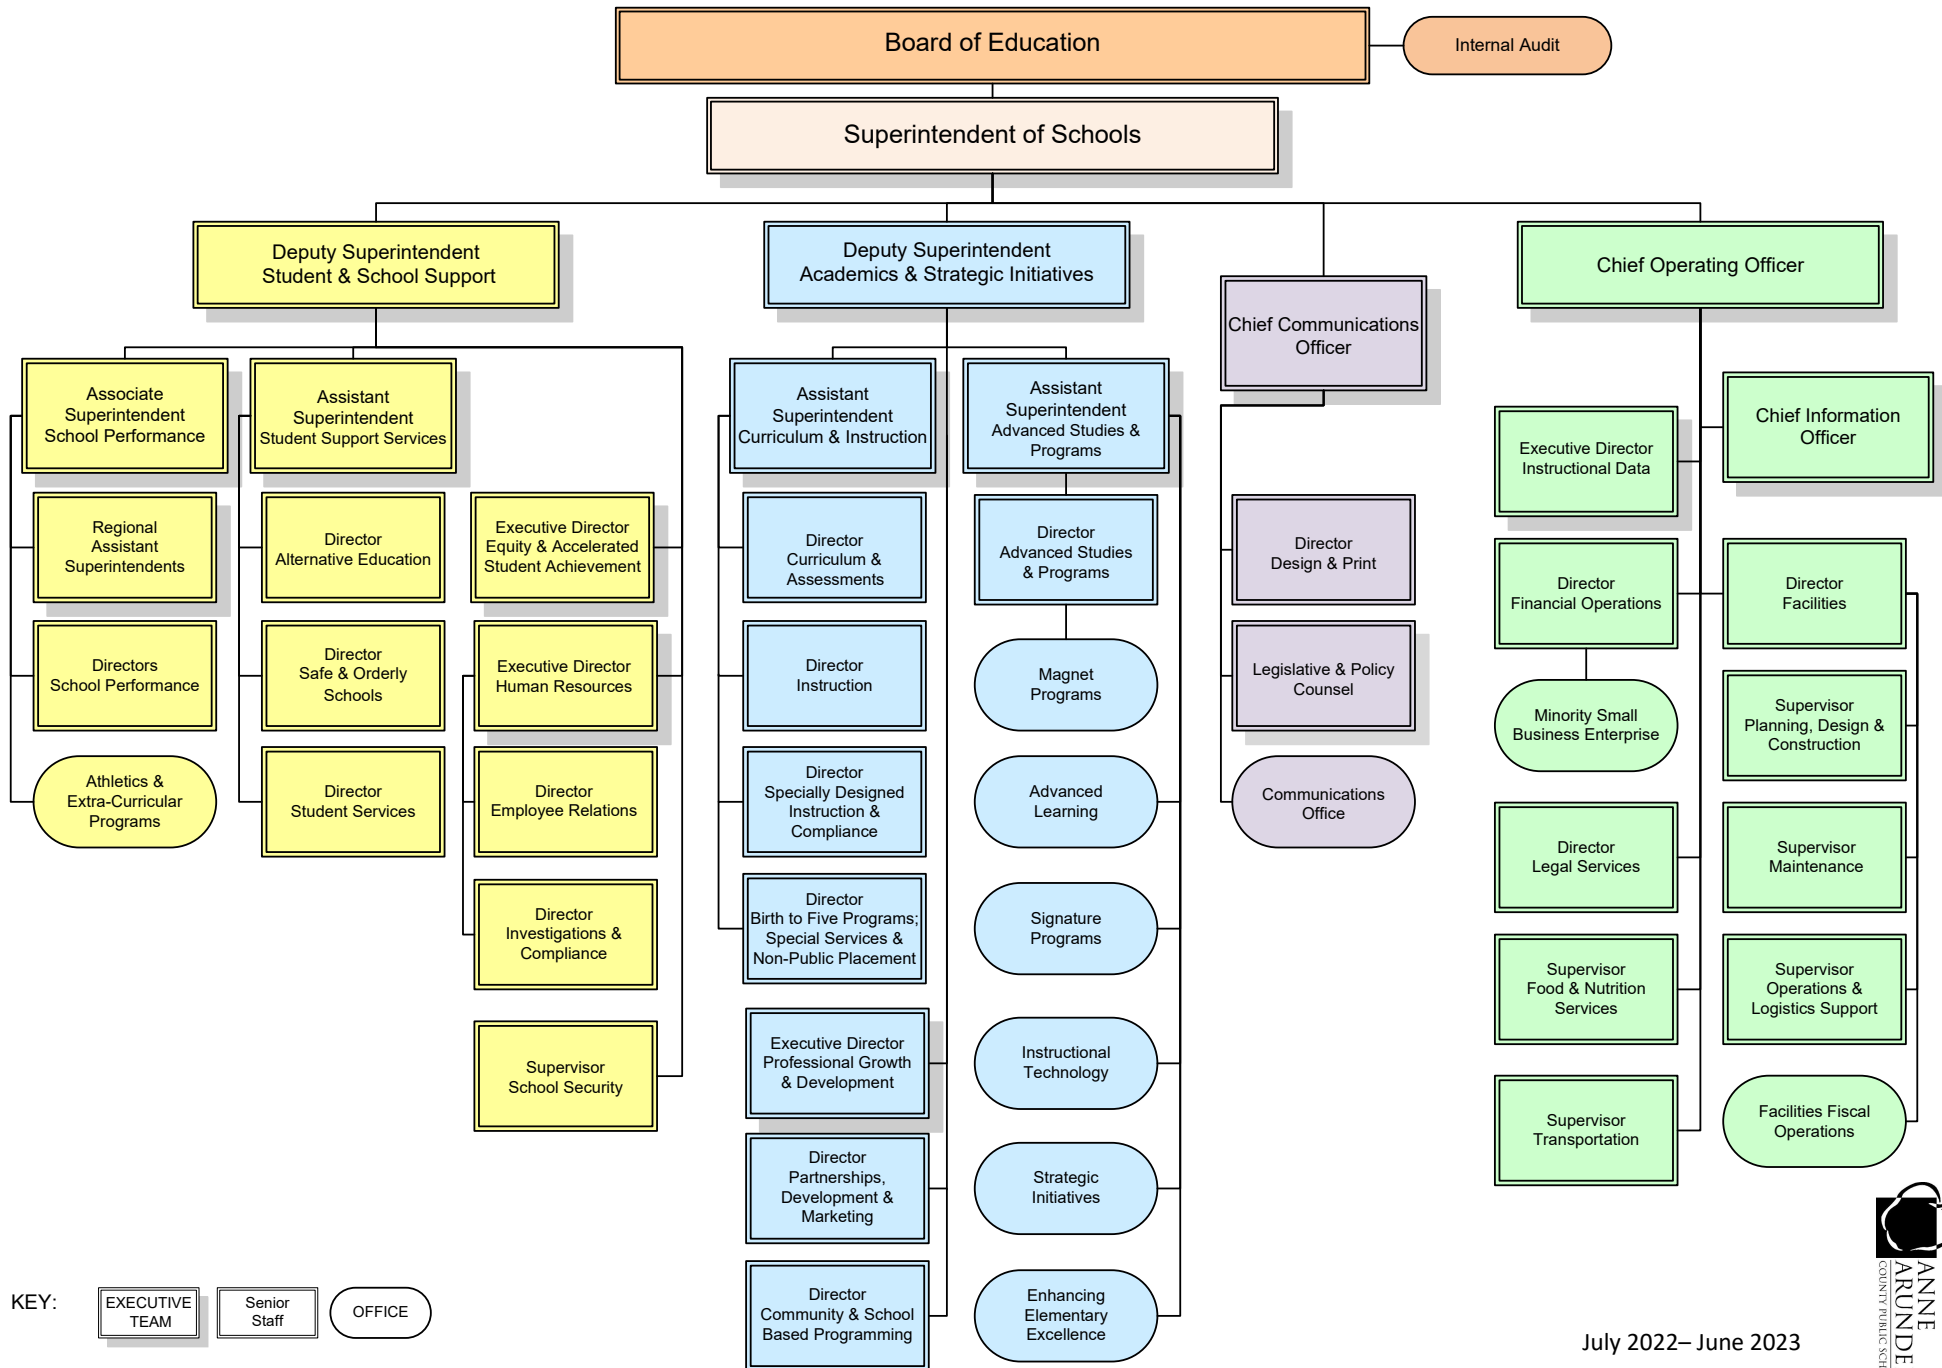 Board of Education
Internal Audit
Superintendent of Schools
Deputy Superintendent
Student & School Support
Deputy Superintendent
Academics & Strategic Initiatives
Chief Communications
Officer
Chief Operating Officer
Associate
Superintendent
School Performance
Assistant
Superintendent
Student Support Services
Regional
Assistant
Superintendents
Director
Alternative Education
Executive Director
Equity & Accelerated
Student Achievement
Directors
School Performance
Director
Safe & Orderly
Schools
Executive Director
Human Resources
Athletics &
Extra-Curricular
Programs
Director
Student Services
Director
Employee Relations
Director
Investigations &
Compliance
Supervisor
School Security
Assistant
Superintendent
Curriculum & Instruction
Assistant
Superintendent
Advanced Studies &
Programs
Director
Curriculum &
Assessments
Director
Advanced Studies
& Programs
Director
Instruction
Magnet
Programs
Director
Specially Designed
Instruction &
Compliance
Advanced
Learning
Director
Birth to Five Programs;
Special Services &
Non-Public Placement
Signature
Programs
Executive Director
Professional Growth
& Development
Instructional
Technology
Director
Partnerships,
Development &
Marketing
Strategic
Initiatives
Director
Community & School
Based Programming
Enhancing
Elementary
Excellence
Director
Design & Print
Legislative & Policy
Counsel
Communications
Office
Executive Director
Instructional Data
Chief Information
Officer
Director
Financial Operations
Director
Facilities
Minority Small
Business Enterprise
Supervisor
Planning, Design &
Construction
Director
Legal Services
Supervisor
Maintenance
Supervisor
Food & Nutrition
Services
Supervisor
Operations &
Logistics Support
Supervisor
Transportation
Facilities Fiscal
Operations
KEY:
EXECUTIVE
TEAM
Senior
Staff
OFFICE
July 2022– June 2023
ANNE
ARUNDE
COUNTY PUBLIC SCH